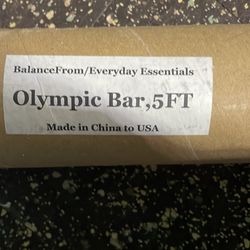 BalanceFrom/Everyday Essentials
Olympic Bar,5FT
Made in China to USA